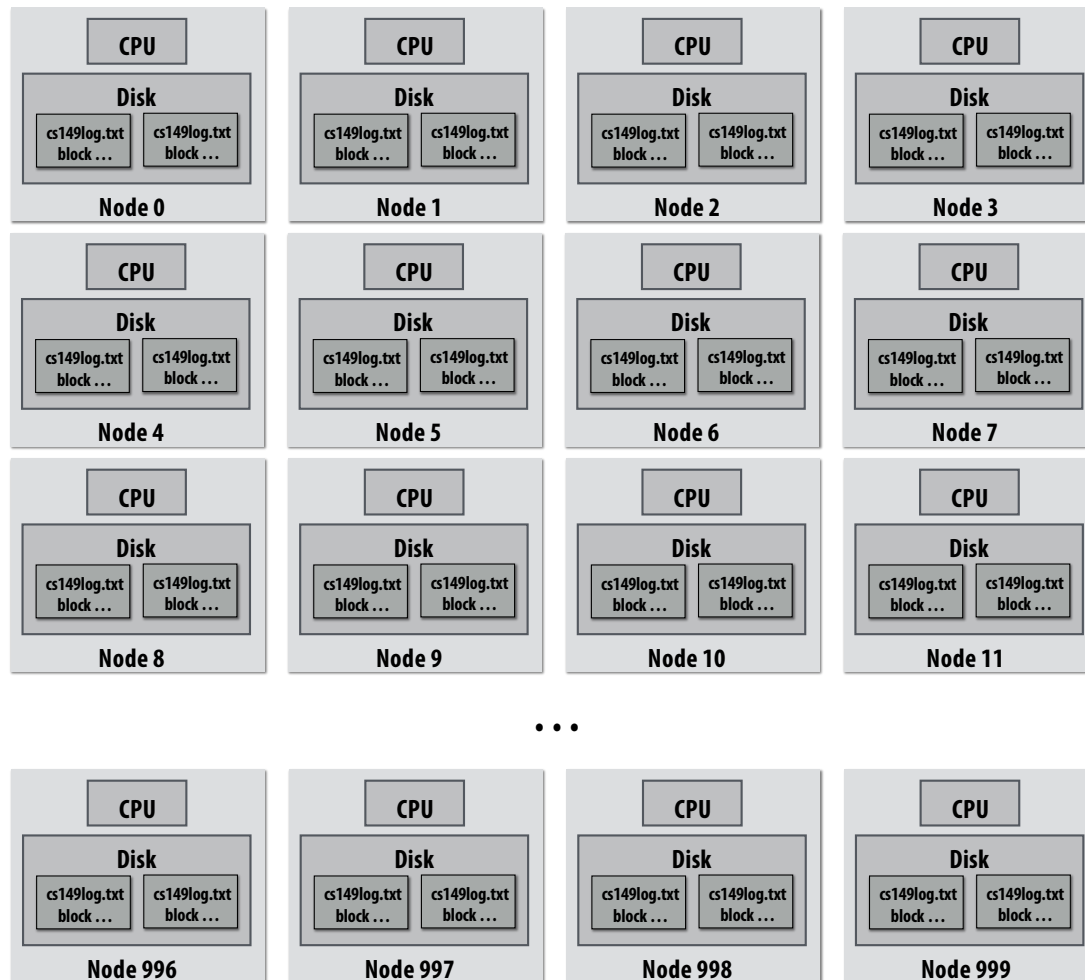 CPU CPU CPU CPU
Disk Disk Disk Disk
cs149log.txt cs149log.txt cs149log.txt cs149log.txt cs149log.txt cs149log.txt cs149log.txt cs149log.txt
block ... block ... block ... block ... block ... block ... block ... block ...
Node 0 Node 1 Node 2 Node 3
CPU CPU CPU CPU
Disk Disk Disk Disk
cs149log.txt cs149log.txt cs149log.txt cs149log.txt cs149log.txt cs149log.txt cs149log.txt cs149log.txt
block ... block ... block ... block ... block ... block ... block ... block ...
Node 4 Node 5 Node 6 Node 7
CPU CPU CPU CPU
Disk Disk Disk Disk
cs149log.txt cs149log.txt cs149log.txt cs149log.txt cs149log.txt cs149log.txt cs149log.txt cs149log.txt
block ... block ... block ... block ... block ... block ... block ... block ...
Node 8 Node 9 Node 10 Node 11
...
CPU CPU CPU CPU
Disk Disk Disk Disk
cs149log.txt cs149log.txt cs149log.txt cs149log.txt cs149log.txt cs149log.txt cs149log.txt cs149log.txt
block ... block ... block ... block ... block ... block ... block ... block ...
Node 996 Node 997 Node 998 Node 999